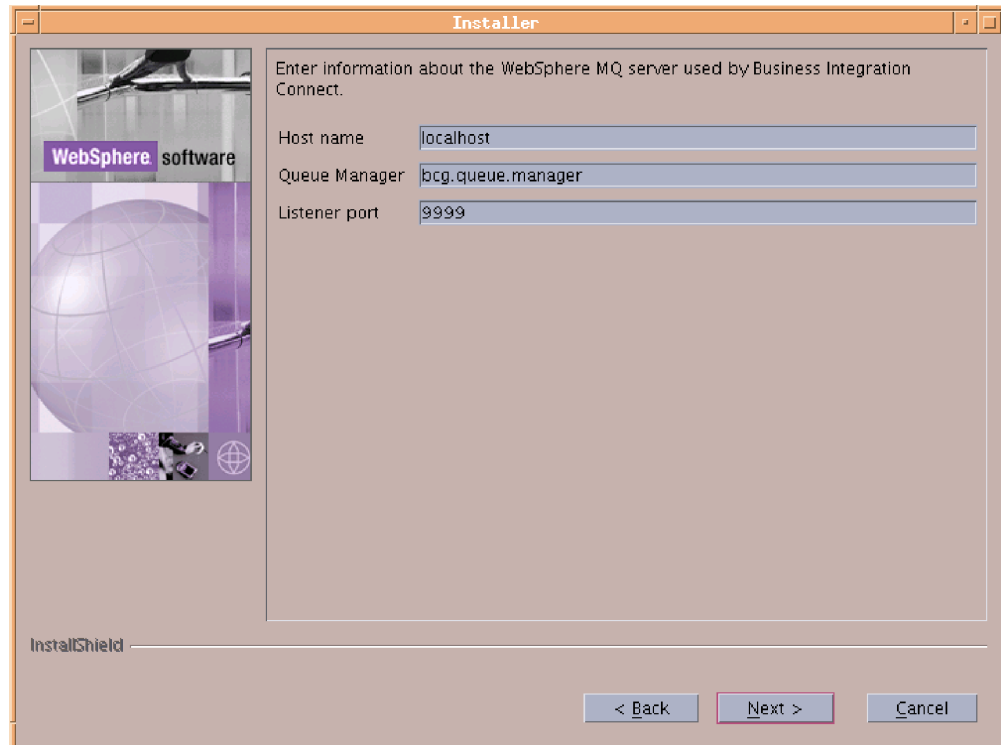 Installer
WebSphere software
Enter information about the WebSphere MQ server used by Business Integration
Connect.
Host name localhost
Queue Manager bcg.queue.manager
Listener port 9999
InstallShield
< Back Next > Cancel